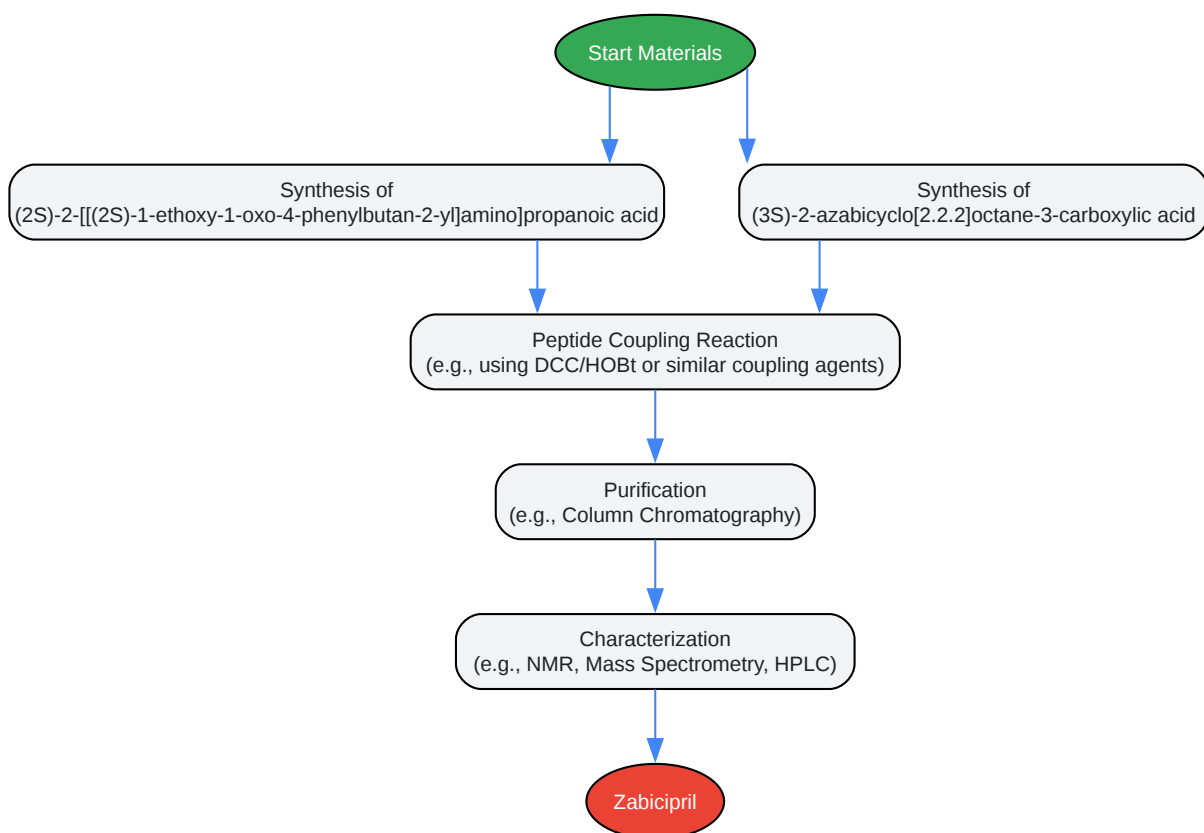 Start Materials
Synthesis of
(2S)-2-[[(2S)-1-ethoxy-1-oxo-4-phenylbutan-2-yl]amino]propanoic acid
Synthesis of
(3S)-2-azabicyclo[2.2.2]octane-3-carboxylic acid
Peptide Coupling Reaction
(e.g., using DCC/HOBt or similar coupling agents)
Purification
(e.g., Column Chromatography)
Characterization
(e.g., NMR, Mass Spectrometry, HPLC)
Zabicipril